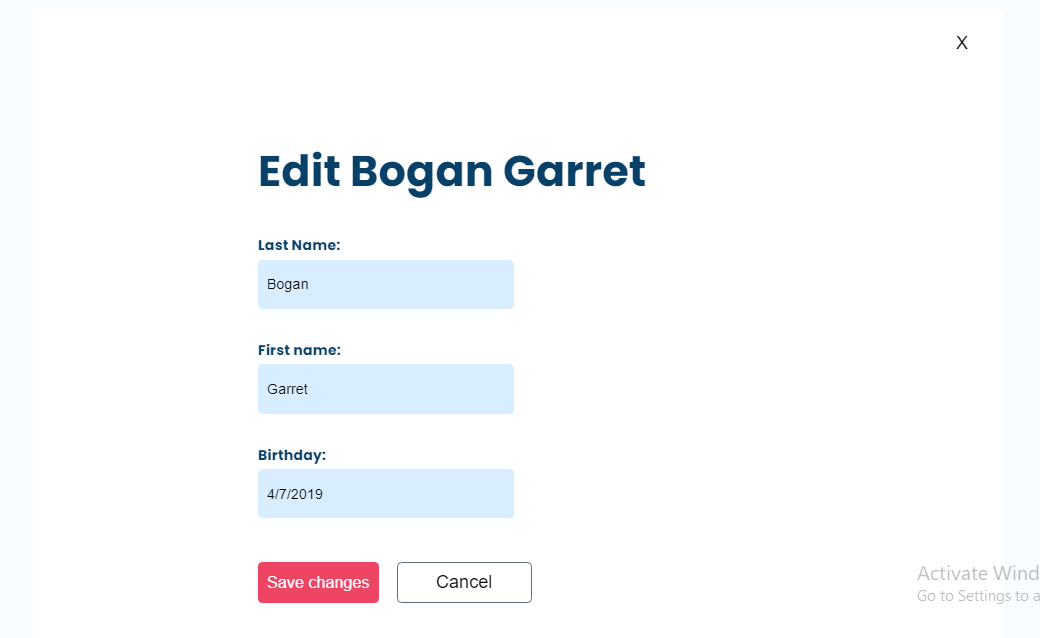 X
Edit Bogan Garret
Last Name:
Bogan
First name:
Garret
Birthday:
4/7/2019
Save changes
Cancel
Activate Wind
Go to Settings to a